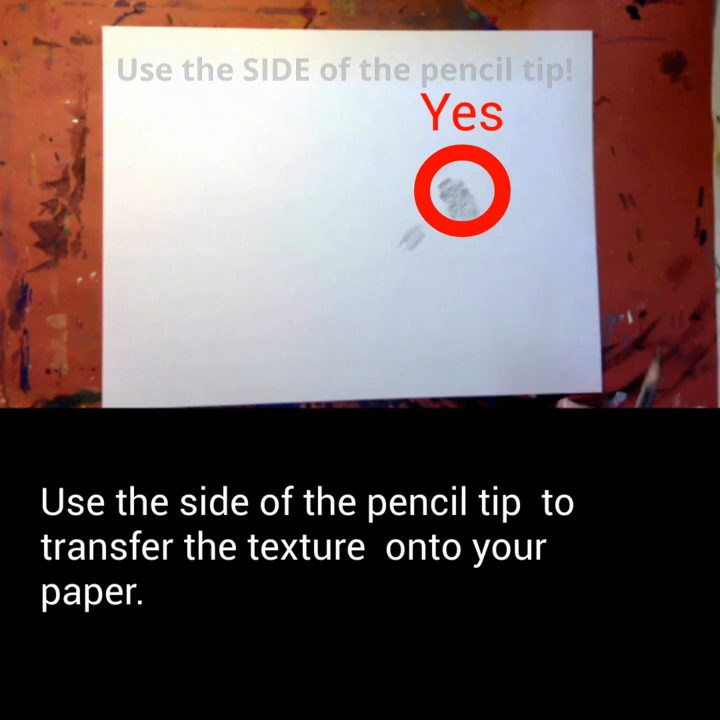 Use the SIDE of the pencil tip!
Yes
Use the side of the pencil tip  to
transfer the texture  onto your
paper.